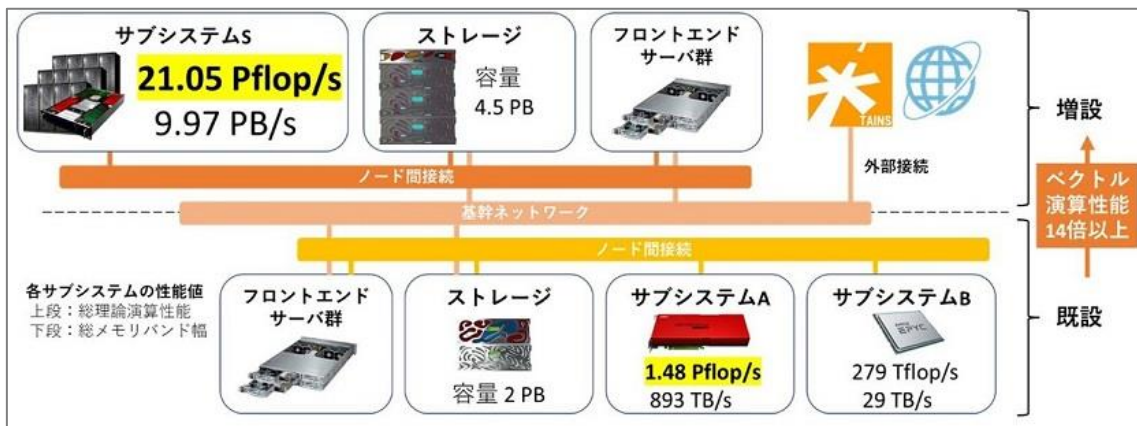 サブシステムS
21.05 Pflop/s
9.97 PB/s
ストレージ
容量
4.5 PB
フロントエンド
サーバ群
TAINS
外部接続
増設
ノード間接続
基幹ネットワーク
ノード間接続
ベクトル
演算性能
14倍以上
各サブシステムの性能値
上段：総理論演算性能
下段：総メモリバンド幅
フロントエンド
サーバ群
ストレージ
容量 2 PB
サブシステムA
1.48 Pflop/s
893 TB/s
サブシステムB
AMD
EPYC
279 Tflop/s
29 TB/s
既設